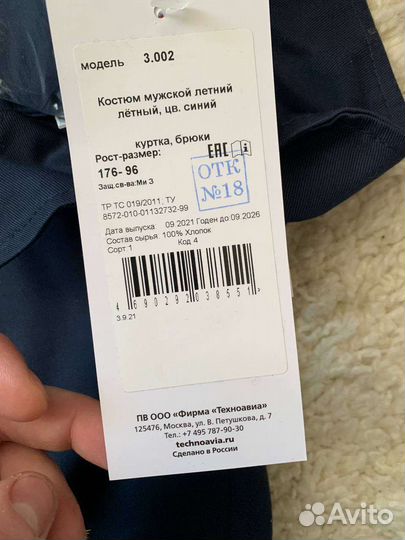 модель 3.002
Костюм мужской летний
лётный, цв. синий
куртка, брюки
Рост-размер:
176- 96
Защ.св-ва:Ми З
EAC
ОТК
№18
ТР ТС 019/2011, ТУ
8572-010-01132732-99
Дата выпуска 09.2021 Годен до 09.2026
Состав сырья: 100% Хлопок
Сорт 1 Код 4
4 690292 038551 >
3.9.21
ПВ ООО «Фирма «Техноавиа»
125476, Москва, ул. В. Петушкова, д. 7
Тел.: +7 495 787-90-30
technoavia.ru
Сделано в России
Avito